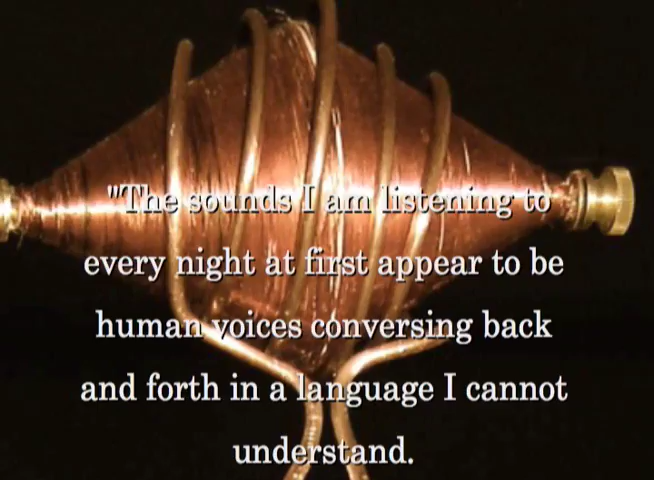 "The sounds I am listening to
every night at first appear to be
human voices conversing back
and forth in a language I cannot
understand.